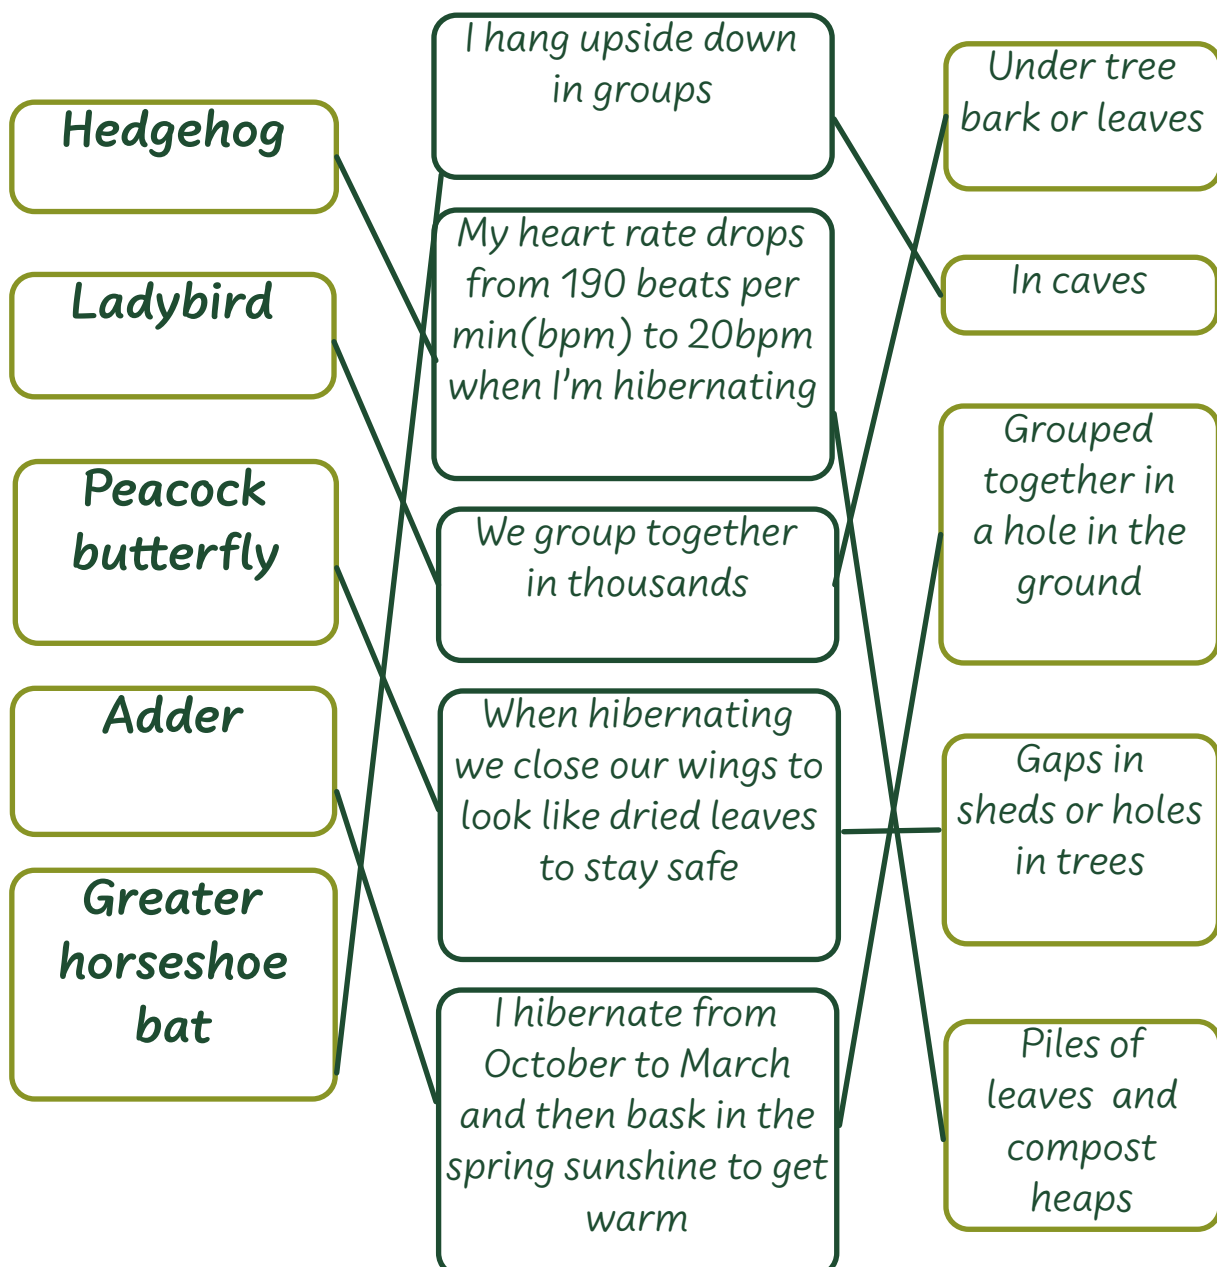 Hedgehog
Ladybird
Peacock
butterfly
Adder
Greater
horseshoe
bat
I hang upside down
in groups
My heart rate drops
from 190 beats per
min(bpm) to 20bpm
when I'm hibernating
We group together
in thousands
When hibernating
we close our wings to
look like dried leaves
to stay safe
I hibernate from
October to March
and then bask in the
spring sunshine to get
warm
Under tree
bark or leaves
In caves
Grouped
together in
a hole in the
ground
Gaps in
sheds or holes
in trees
Piles of
leaves and
compost
heaps